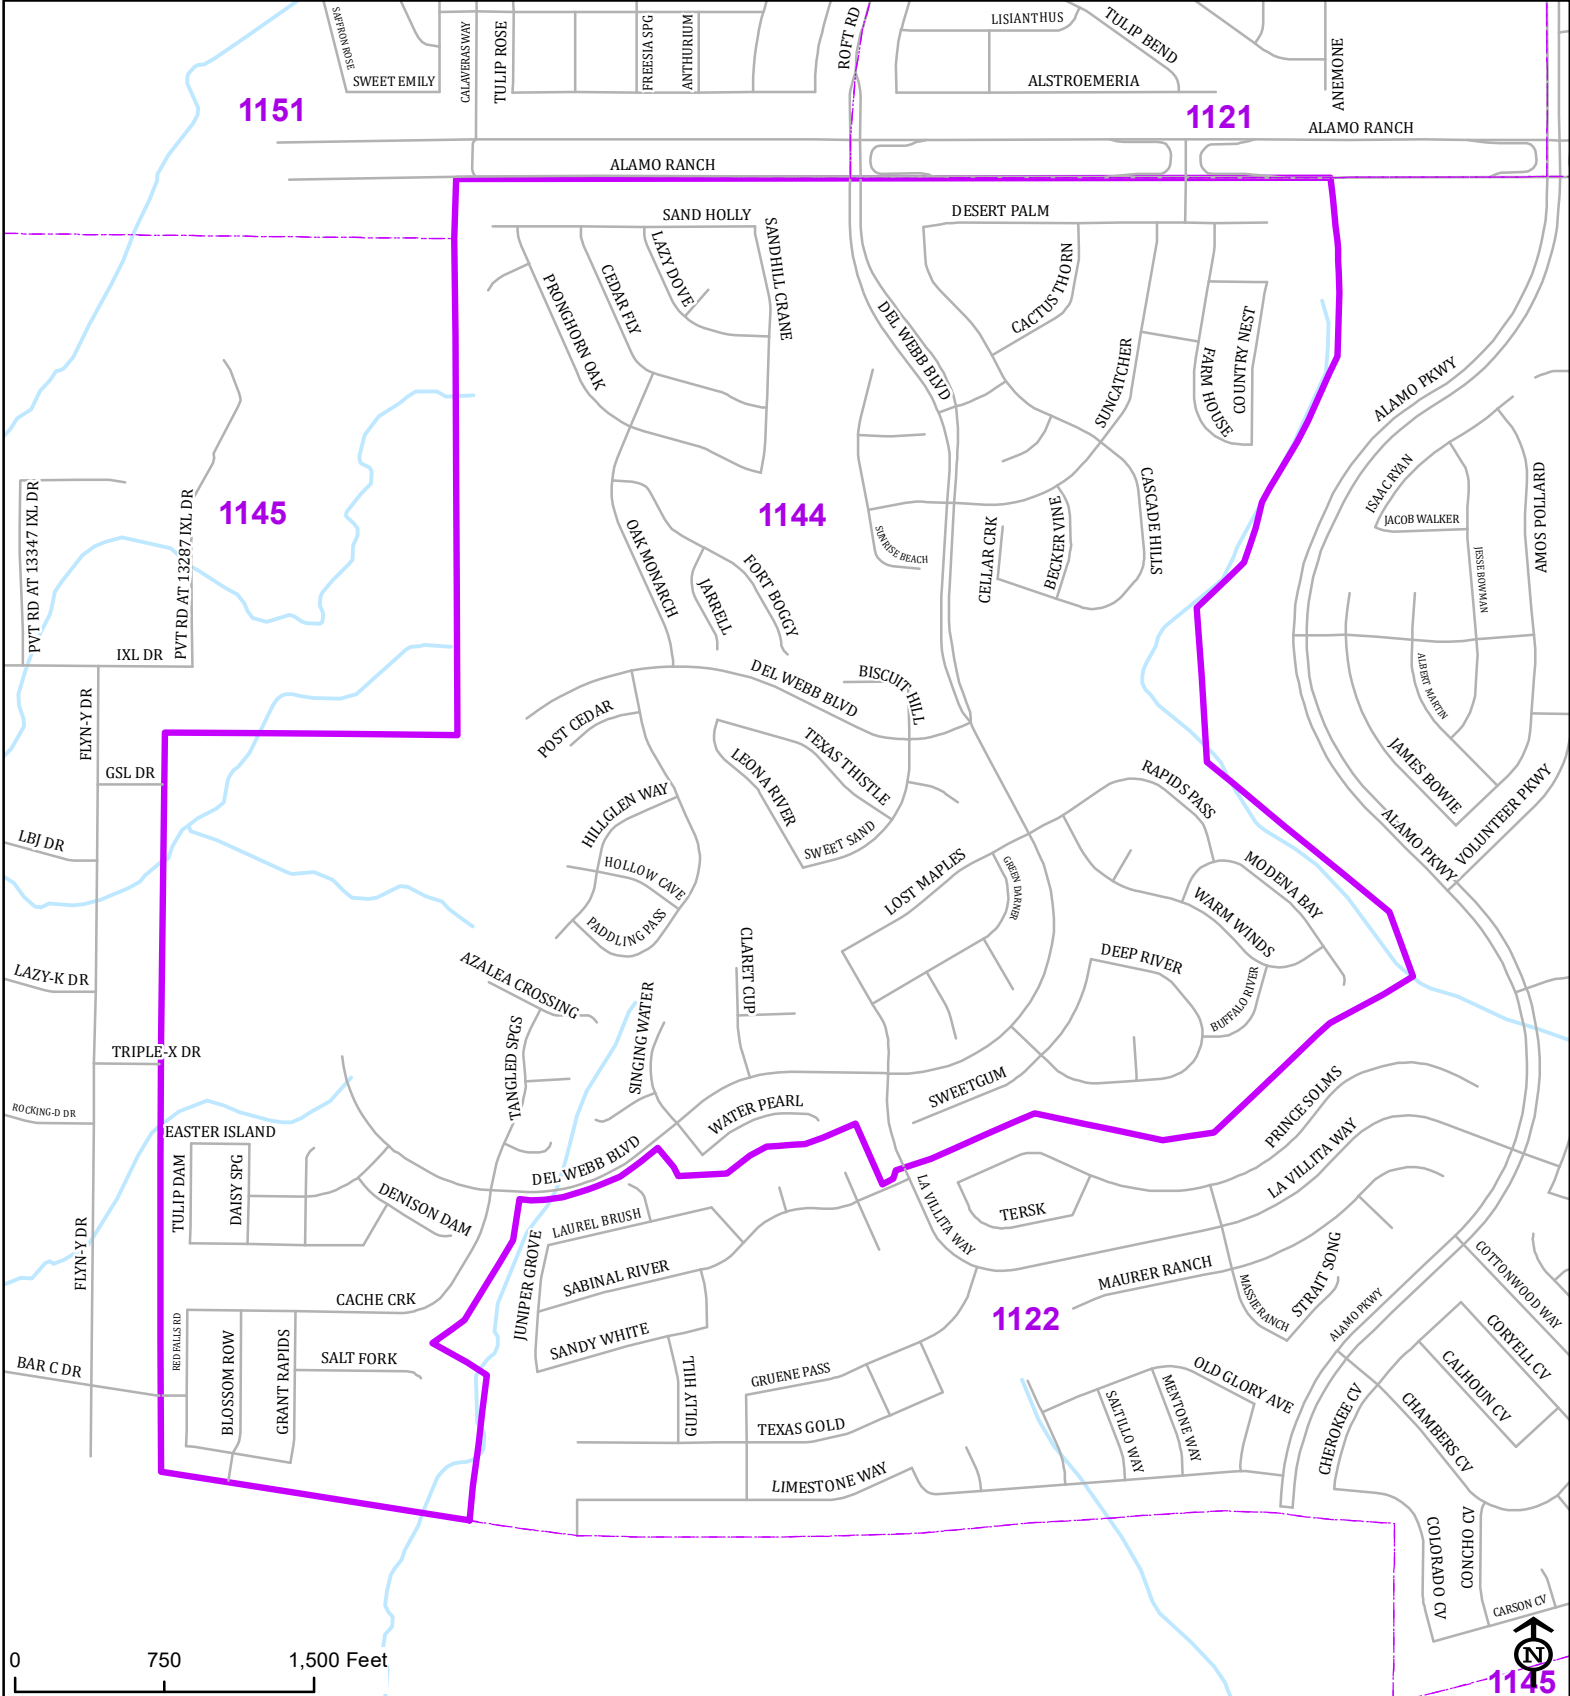 SAFFRON ROSE
SWEET EMILY
CALAVERAS WAY
TULIP ROSE
FREESIA SPG
ANTHURIUM
ROFT RD
LISIANTHUS
TULIP BEND
ALSTROEMERIA
ANEMONE
1151
1121
ALAMO RANCH
ALAMO RANCH
SAND HOLLY
DESERT PALM
SANDHILL CRANE
LAZY DOVE
CEDAR FLY
PRONGHORN OAK
CACTUS THORN
DEL WEBB BLVD
SUNCATCHER
FARM HOUSE
COUNTRY NEST
ALAMO PKWY
1145
1144
PVT RD AT 13347 IXL DR
PVT RD AT 13287 IXL DR
IXL DR
OAK MONARCH
JARRELL
FORT BOGGY
SUNRISE BEACH
CELLAR CRK
BECKER VINE
CASCADE HILLS
ISAAC RYAN
JACOB WALKER
JESSE BOWMAN
AMOS POLLARD
ALBERT MARTIN
JAMES BOWIE
VOLUNTEER PKWY
ALAMO PKWY
FLYN-Y DR
GSL DR
LBJ DR
POST CEDAR
DEL WEBB BLVD
BISCUIT HILL
TEXAS THISTLE
LEONA RIVER
SWEET SAND
HILLGLEN WAY
HOLLOW CAVE
PADDLING PASS
RAPIDS PASS
MODENA BAY
WARM WINDS
LOST MAPLES
GREEN DARNER
DEEP RIVER
BUFFALO RIVER
LAZY-K DR
AZALEA CROSSING
CLARET CUP
SINGING WATER
TANGLED SPGS
TRIPLE-X DR
ROCKING-D DR
EASTER ISLAND
TULIP DAM
DAISY SPG
DENISON DAM
DEL WEBB BLVD
WATER PEARL
SWEETGUM
PRINCE SOLMS
LA VILLITA WAY
LA VILLITA WAY
TERSK
FLYN-Y DR
LAUREL BRUSH
SABINAL RIVER
JUNIPER GROVE
SANDY WHITE
MAURER RANCH
MASSIE RANCH
STRAIT SONG
COTTONWOOD WAY
CACHE CRK
RED FALLS RD
BLOSSOM ROW
GRANT RAPIDS
SALT FORK
BAR C DR
1122
GULLY HILL
GRUENE PASS
TEXAS GOLD
LIMESTONE WAY
SALTILLO WAY
MENTONE WAY
OLD GLORY AVE
ALAMO PKWY
CORYELL CV
CALHOUN CV
CHAMBERS CV
CHEROKEE CV
COLORADO CV
CONCHO CV
CARSON CV
N
1145
0 750 1,500 Feet